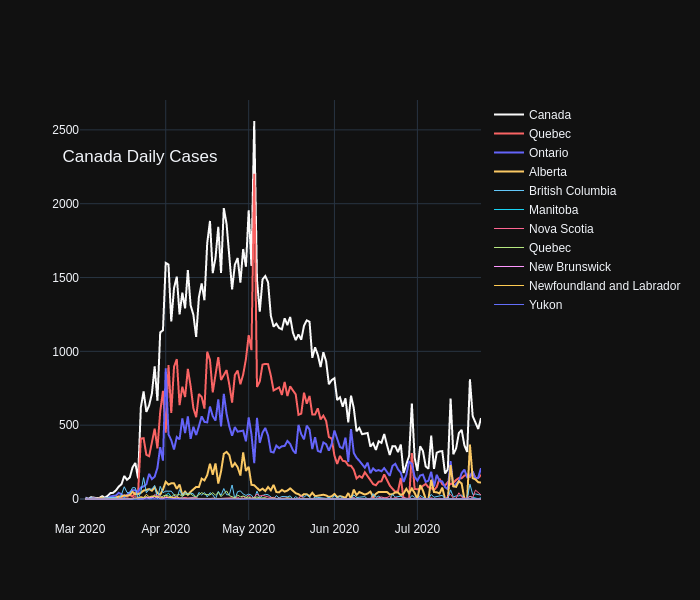 Canada Daily Cases
2500
2000
1500
1000
500
0
Mar 2020
Apr 2020
May 2020
Jun 2020
Jul 2020
Canada
Quebec
Ontario
Alberta
British Columbia
Manitoba
Nova Scotia
Quebec
New Brunswick
Newfoundland and Labrador
Yukon